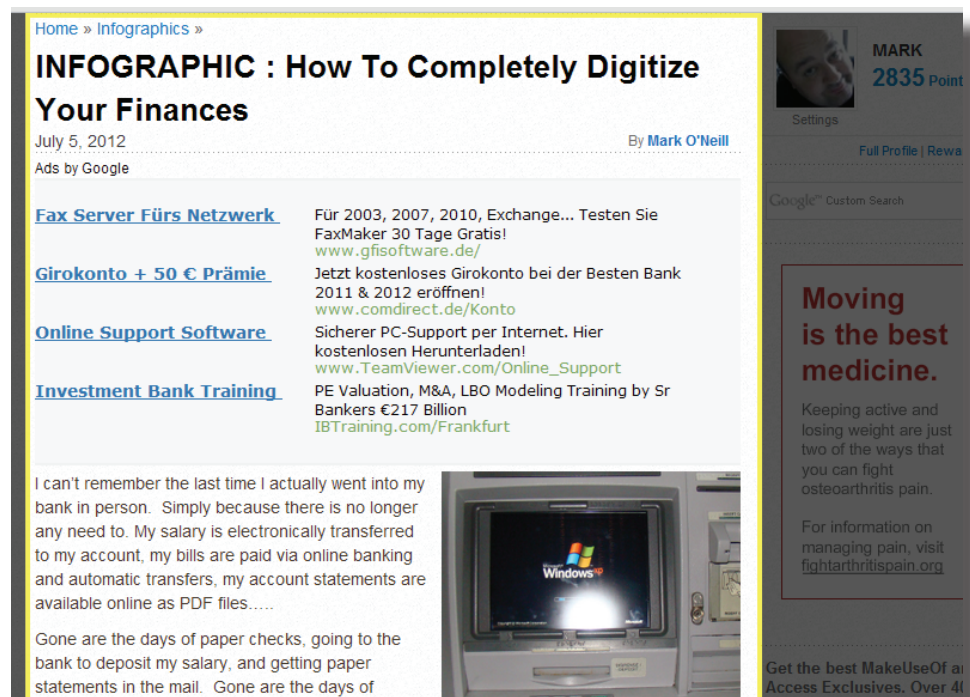 Home » Infographics »
INFOGRAPHIC : How To Completely Digitize
Your Finances
July 5, 2012
By Mark O'Neill
Ads by Google
Fax Server Fürs Netzwerk
Für 2003, 2007, 2010, Exchange... Testen Sie
FaxMaker 30 Tage Gratis!
www.gfisoftware.de/
Girokonto + 50 € Prämie
Jetzt kostenloses Girokonto bei der Besten Bank
2011 & 2012 eröffnen!
www.comdirect.de/Konto
Online Support Software
Sicherer PC-Support per Internet. Hier
kostenlosen Herunterladen!
www.TeamViewer.com/Online_Support
Investment Bank Training
PE Valuation, M&A, LBO Modeling Training by Sr
Bankers €217 Billion
IBTraining.com/Frankfurt
I can't remember the last time I actually went into my
bank in person. Simply because there is no longer
any need to. My salary is electronically transferred
to my account, my bills are paid via online banking
and automatic transfers, my account statements are
available online as PDF files…..
Gone are the days of paper checks, going to the
bank to deposit my salary, and getting paper
statements in the mail. Gone are the days of
Windows xp
MARK
2835 Point
Settings
Full Profile | Rewa
Google™ Custom Search
Moving
is the best
medicine.
Keeping active and
losing weight are just
two of the ways that
you can fight
osteoarthritis pain.
For information on
managing pain, visit
fightarthritispain.org
Get the best MakeUseOf a
Access Exclusives. Over 40